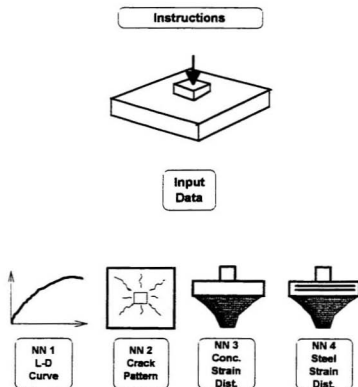 Instructions
Input
Data
NN 1
L-D
Curve
NN 2
Crack
Pattern
NN 3
Conc.
Strain
Dist.
NN 4
Steel
Strain
Dist.